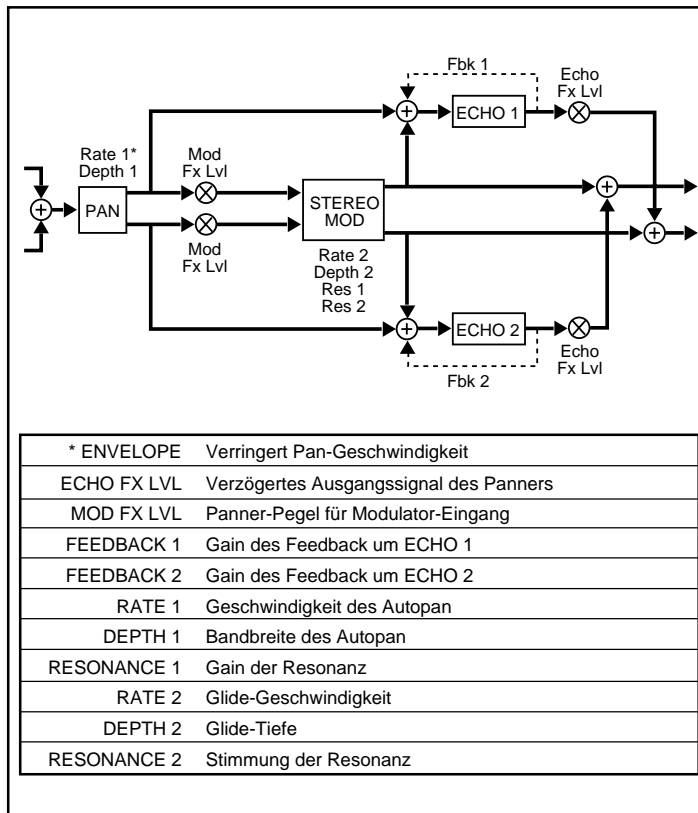 Fbk 1
Echo
Fx Lvl
ECHO 1
Rate 1*
Depth 1
Mod
Fx Lvl
PAN
STEREO
MOD
Mod
Fx Lvl
Rate 2
Depth 2
Res 1
Res 2
ECHO 2
Echo
Fx Lvl
Fbk 2
* ENVELOPE Verringert Pan-Geschwindigkeit
ECHO FX LVL Verzögertes Ausgangssignal des Panners
MOD FX LVL Panner-Pegel für Modulator-Eingang
FEEDBACK 1 Gain des Feedback um ECHO 1
FEEDBACK 2 Gain des Feedback um ECHO 2
RATE 1 Geschwindigkeit des Autopan
DEPTH 1 Bandbreite des Autopan
RESONANCE 1 Gain der Resonanz
RATE 2 Glide-Geschwindigkeit
DEPTH 2 Glide-Tiefe
RESONANCE 2 Stimmung der Resonanz